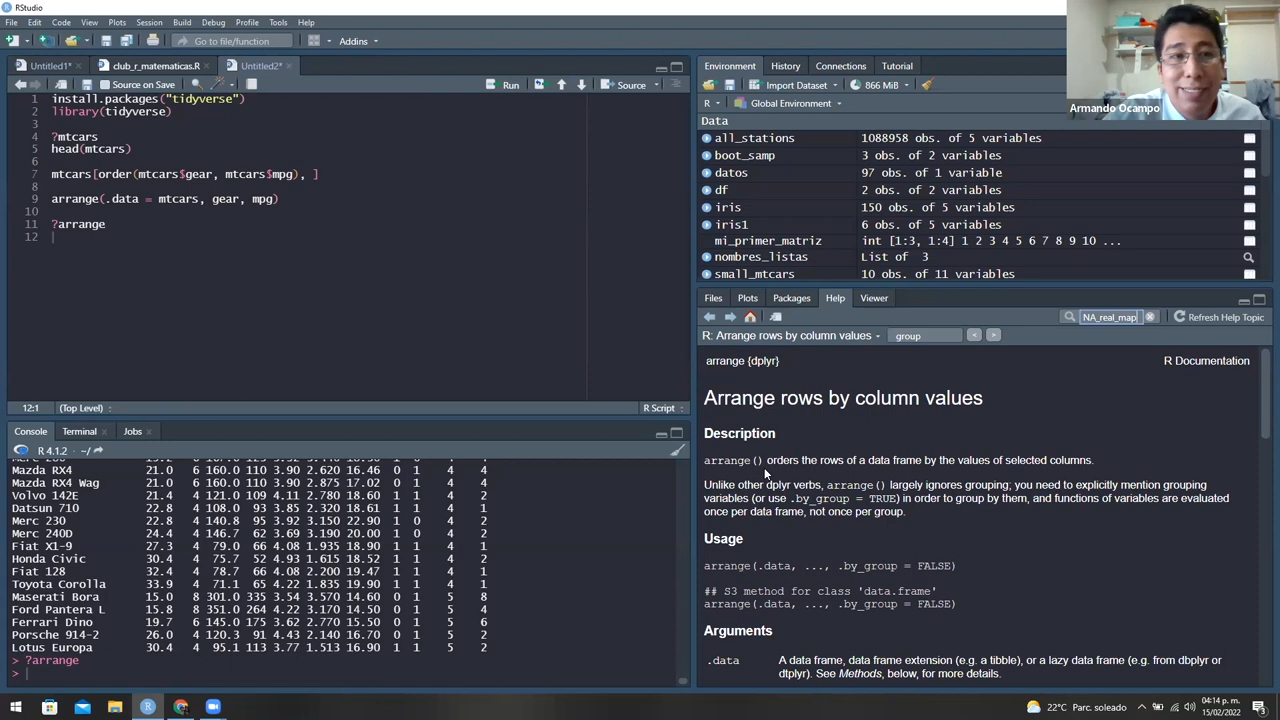 RStudio
File Edit Code View Plots Session Build Debug Profile Tools Help
Go to file/function
Addins
Untitled1*
club_r_matematicas.R
Untitled2*
Source on Save
Run
Source
1 install.packages("tidyverse")
2 library(tidyverse)
3
4 ?mtcars
5 head(mtcars)
6
7 mtcars[order(mtcars$gear, mtcars$mpg), ]
8
9 arrange(.data = mtcars, gear, mpg)
10
11 ?arrange
12
12:1 (Top Level) R Script
Console Terminal Jobs
R 4.1.2 · ~/
Mazda RX4 21.0 6 160.0 110 3.90 2.620 16.46 0 1 4 4
Mazda RX4 Wag 21.0 6 160.0 110 3.90 2.875 17.02 0 1 4 4
Volvo 142E 21.4 4 121.0 109 4.11 2.780 18.60 1 1 4 2
Datsun 710 22.8 4 108.0 93 3.85 2.320 18.61 1 1 4 1
Merc 230 22.8 4 140.8 95 3.92 3.150 22.90 1 0 4 2
Merc 240D 24.4 4 146.7 62 3.69 3.190 20.00 1 0 4 2
Fiat X1-9 27.3 4 79.0 66 4.08 1.935 18.90 1 1 4 1
Honda Civic 30.4 4 75.7 52 4.93 1.615 18.52 1 1 4 2
Fiat 128 32.4 4 78.7 66 4.08 2.200 19.47 1 1 4 1
Toyota Corolla 33.9 4 71.1 65 4.22 1.835 19.90 1 1 4 1
Maserati Bora 15.0 8 301.0 335 3.54 3.570 14.60 0 1 5 8
Ford Pantera L 15.8 8 351.0 264 4.22 3.170 14.50 0 1 5 4
Ferrari Dino 19.7 6 145.0 175 3.62 2.770 15.50 0 1 5 6
Porsche 914-2 26.0 4 120.3 91 4.43 2.140 16.70 0 1 5 2
Lotus Europa 30.4 4 95.1 113 3.77 1.513 16.90 1 1 5 2
> ?arrange
>
Environment History Connections Tutorial
Import Dataset 866 MiB
R Global Environment
Data
all_stations 1088958 obs. of 5 variables
boot_samp 3 obs. of 2 variables
datos 97 obs. of 1 variable
df 2 obs. of 2 variables
iris 150 obs. of 5 variables
iris1 6 obs. of 5 variables
mi_primer_matriz int [1:3, 1:4] 1 2 3 4 5 6 7 8 9 10 ...
nombres_listas List of 3
small_mtcars 10 obs. of 11 variables
Armando Ocampo
Files Plots Packages Help Viewer
NA_real_map
Refresh Help Topic
R: Arrange rows by column values
group
arrange {dplyr} R Documentation
Arrange rows by column values
Description
arrange() orders the rows of a data frame by the values of selected columns.
Unlike other dplyr verbs, arrange() largely ignores grouping; you need to explicitly mention grouping
variables (or use .by_group = TRUE) in order to group by them, and functions of variables are evaluated
once per data frame, not once per group.
Usage
arrange(.data, ..., .by_group = FALSE)
## S3 method for class 'data.frame'
arrange(.data, ..., .by_group = FALSE)
Arguments
.data A data frame, data frame extension (e.g. a tibble), or a lazy data frame (e.g. from dbplyr or
dtplyr). See Methods, below, for more details.
22°C Parc. soleado
04:14 p.m.
15/02/2022
3